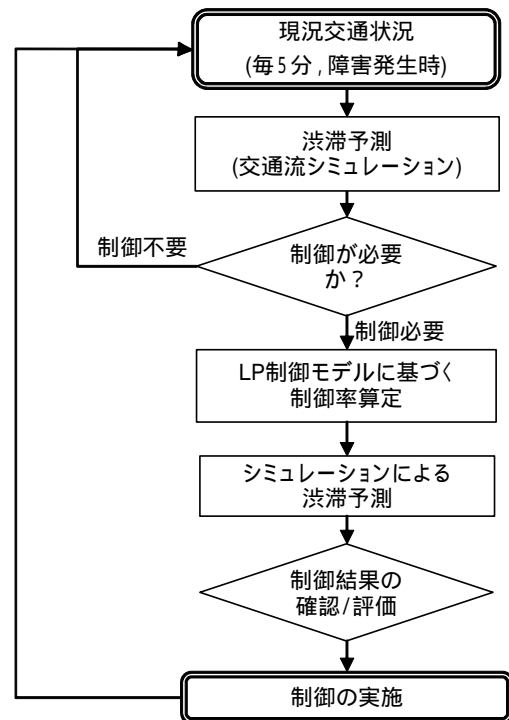 現況交通状況
(毎5分,障害発生時)
渋滞予測
(交通流シミュレーション)
制御不要
制御が必要
か？
制御必要
LP制御モデルに基づく
制御率算定
シミュレーションによる
渋滞予測
制御結果の
確認/評価
制御の実施